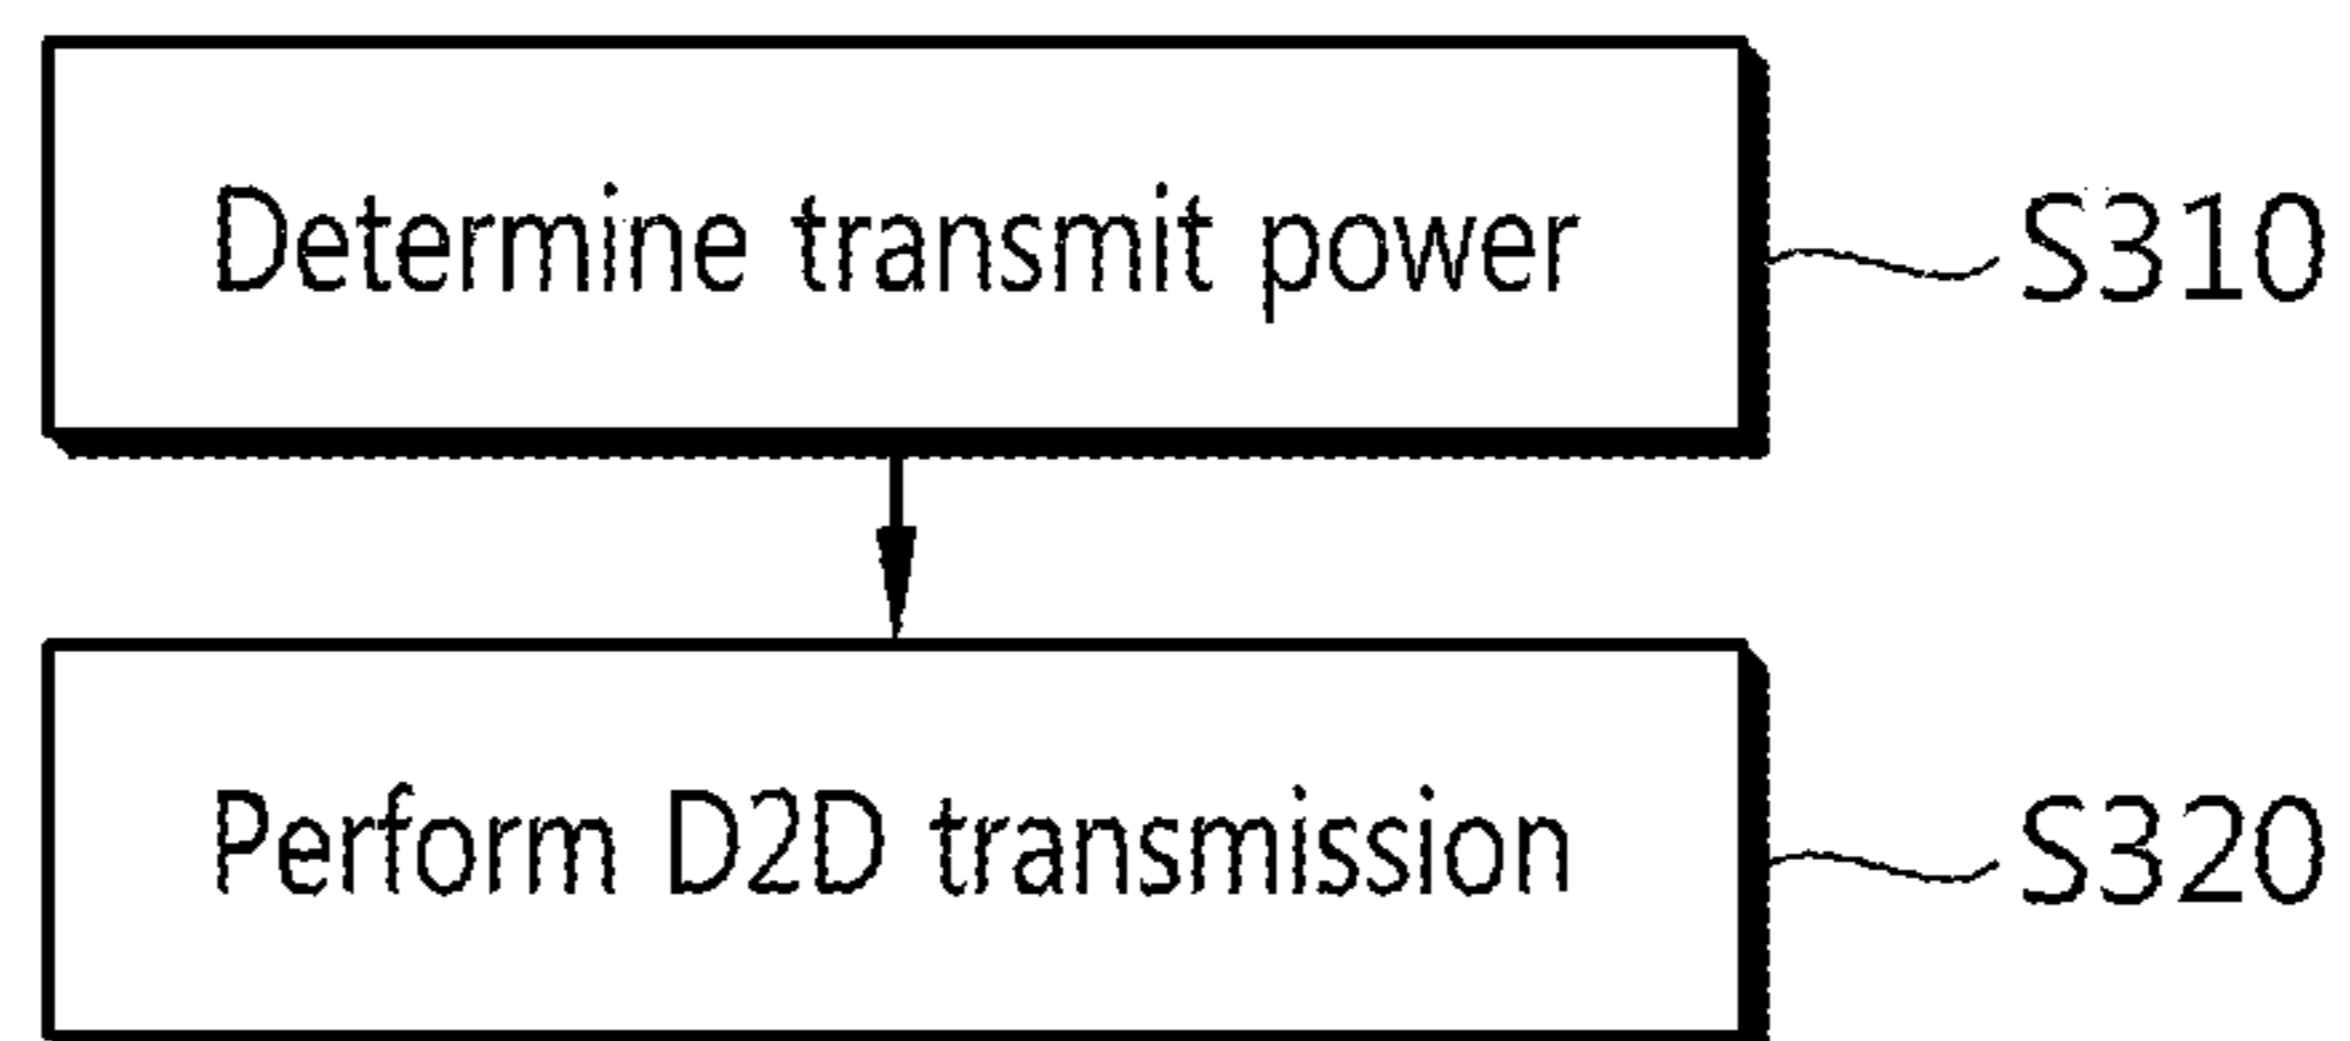 Determine transmit power
S310
Perform D2D transmission
S320